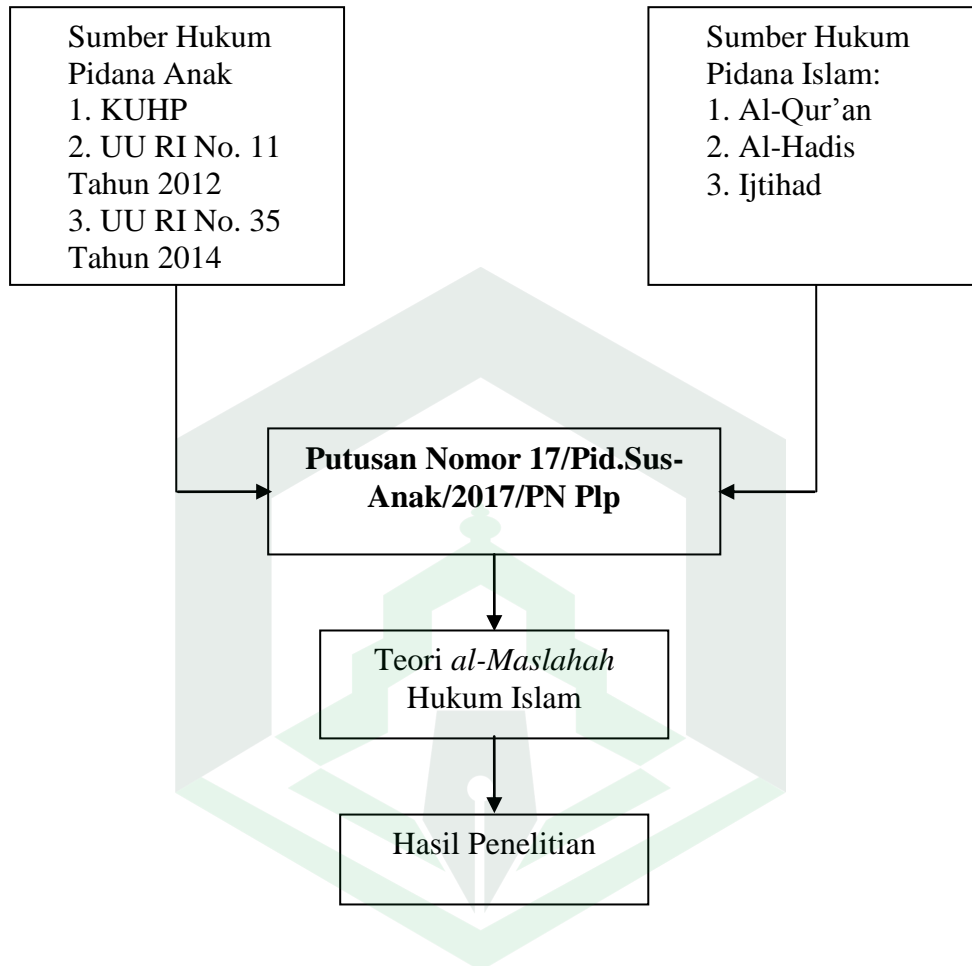 Sumber Hukum
Pidana Anak
1. KUHP
2. UU RI No. 11
Tahun 2012
3. UU RI No. 35
Tahun 2014
Sumber Hukum
Pidana Islam:
1. Al-Qur’an
2. Al-Hadis
3. Ijtihad
Putusan Nomor 17/Pid.Sus-
Anak/2017/PN Plp
Teori al-Maslahah
Hukum Islam
Hasil Penelitian